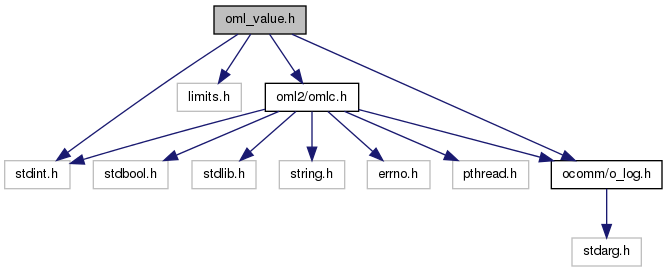 oml_value.h
limits.h
oml2/omlc.h
stdint.h
stdbool.h
stdlib.h
string.h
errno.h
pthread.h
ocomm/o_log.h
stdarg.h